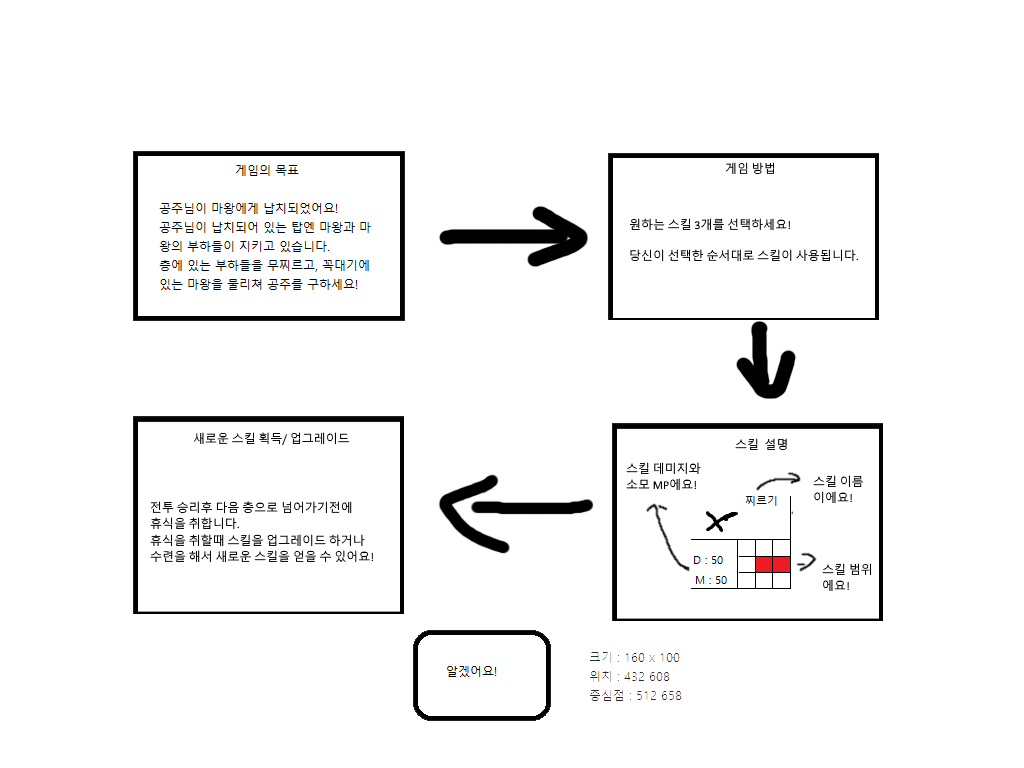 게임의 목표
공주님이 마왕에게 납치되었어요!
공주님이 납치되어 있는 탑엔 마왕과 마
왕의 부하들이 지키고 있습니다.
층에 있는 부하들을 무찌르고, 꼭대기에
있는 마왕을 물리쳐 공주를 구하세요!
게임 방법
원하는 스킬 3개를 선택하세요!
당신이 선택한 순서대로 스킬이 사용됩니다.
스킬 설명
스킬 데미지와
소모 MP에요!
찌르기
스킬 이름
이에요!
D : 50
M : 50
스킬 범위
에요!
새로운 스킬 획득/ 업그레이드
전투 승리후 다음 층으로 넘어가기전에
휴식을 취합니다.
휴식을 취할때 스킬을 업그레이드 하거나
수련을 해서 새로운 스킬을 얻을 수 있어요!
알겠어요!
크기 : 160 x 100
위치 : 432 608
중심점 : 512 658